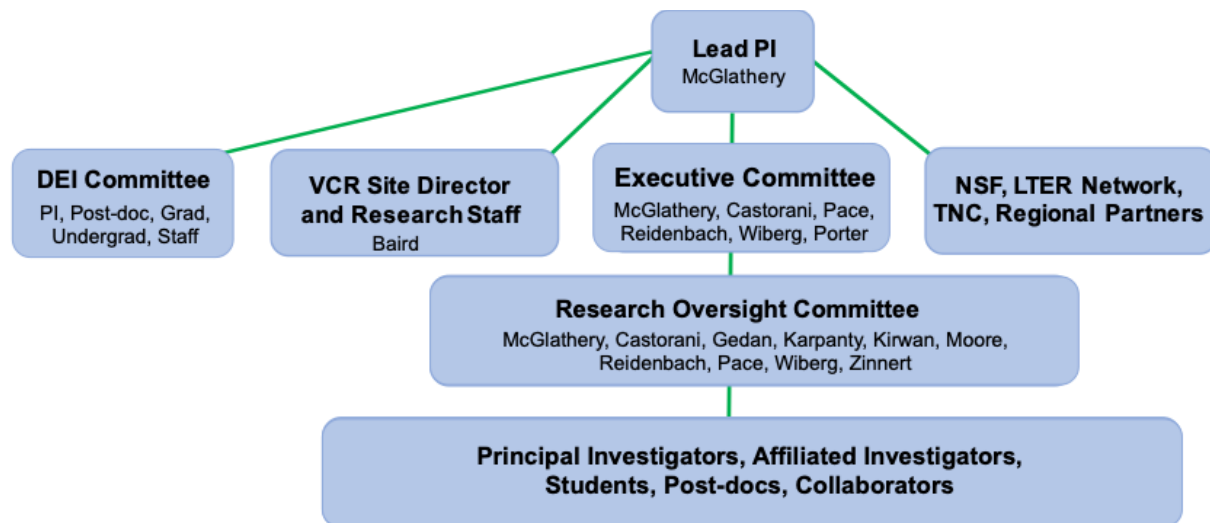 Lead PI
McGlathery
DEI Committee
PI, Post-doc, Grad,
Undergrad, Staff
VCR Site Director
and Research Staff
Baird
Executive Committee
McGlathery, Castorani, Pace,
Reidenbach, Wiberg, Porter
NSF, LTER Network,
TNC, Regional Partners
Research Oversight Committee
McGlathery, Castorani, Gedan, Karpanty, Kirwan, Moore,
Reidenbach, Pace, Wiberg, Zinnert
Principal Investigators, Affiliated Investigators,
Students, Post-docs, Collaborators